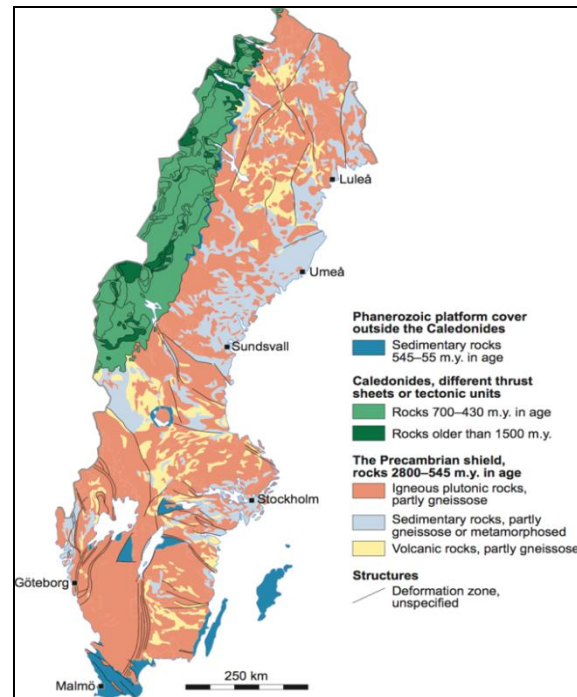 Luleå
Umeå
Sundsvall
Stockholm
Göteborg
Malmö
250 km
Phanerozoic platform cover
outside the Caledonides
Sedimentary rocks
545–55 m.y. in age
Caledonides, different thrust
sheets or tectonic units
Rocks 700–430 m.y. in age
Rocks older than 1500 m.y.
The Precambrian shield,
rocks 2800–545 m.y. in age
Igneous plutonic rocks,
partly gneissose
Sedimentary rocks, partly
gneissose or metamorphosed
Volcanic rocks, partly gneissose
Structures
Deformation zone,
unspecified